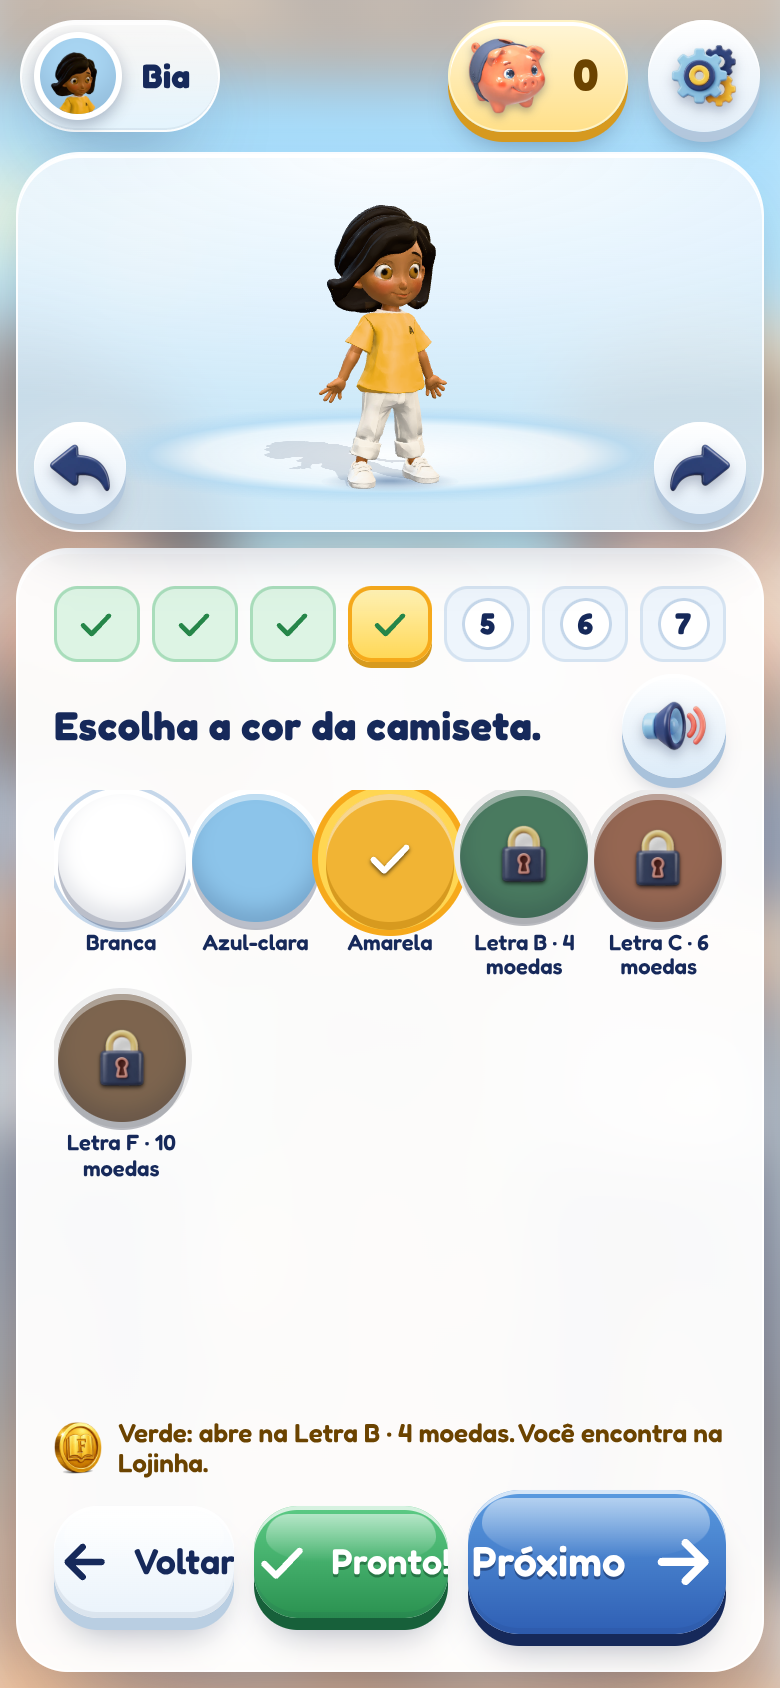 Bia
0
5 6 7
Escolha a cor da camiseta.
Branca
Azul-clara
Amarela
Letra B · 4
moedas
Letra C · 6
moedas
Letra F · 10
moedas
Verde: abre na Letra B · 4 moedas. Você encontra na
Lojinha.
Voltar
Pronto!
Próximo